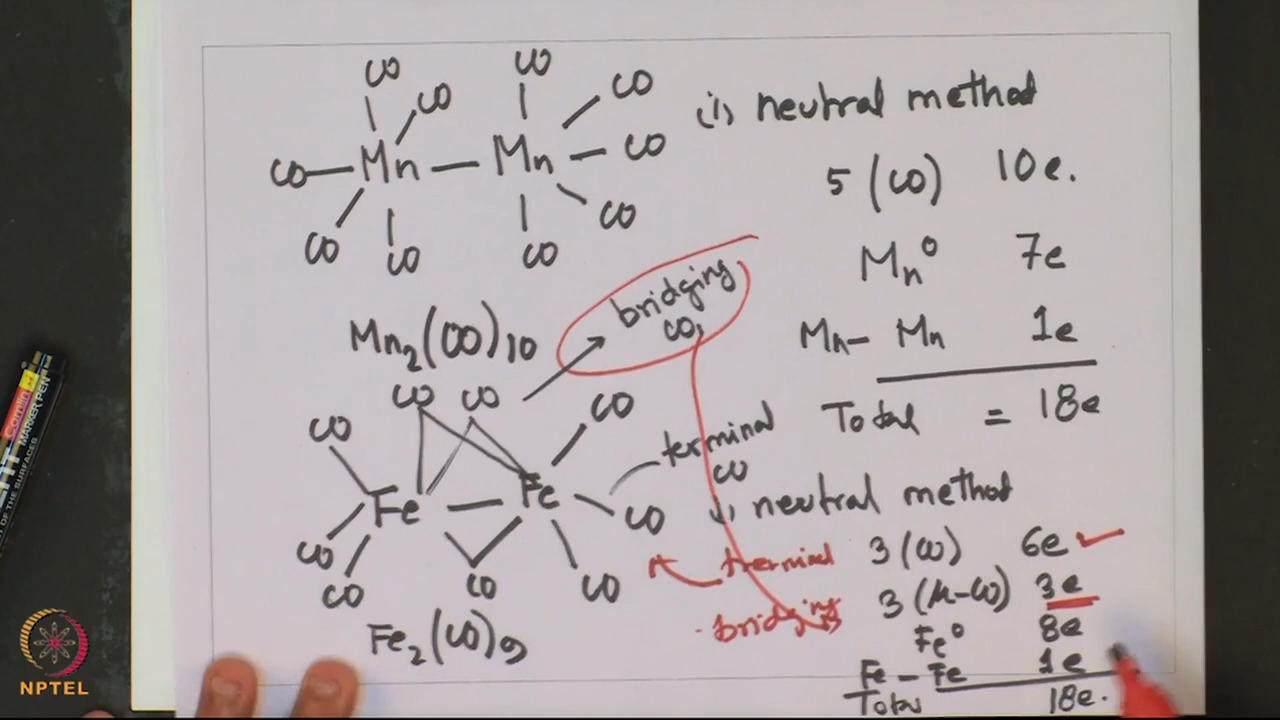 CO CO CO
CO
CO Mn Mn CO
CO CO CO CO
Mn2(CO)10
(i) neutral method
5 (CO) 10e.
Mn⁰ 7e
Mn - Mn 1e
Total = 18e
bridging
CO
CO CO CO
CO
Fe Fe
terminal
CO
CO CO
CO CO CO
Fe2(CO)9
(i) neutral method
terminal 3 (CO) 6e
bridging 3 (μ-CO) 3e
Fe⁰ 8e
Fe - Fe 1e
Total 18e.
MARKER PEN
NPTEL